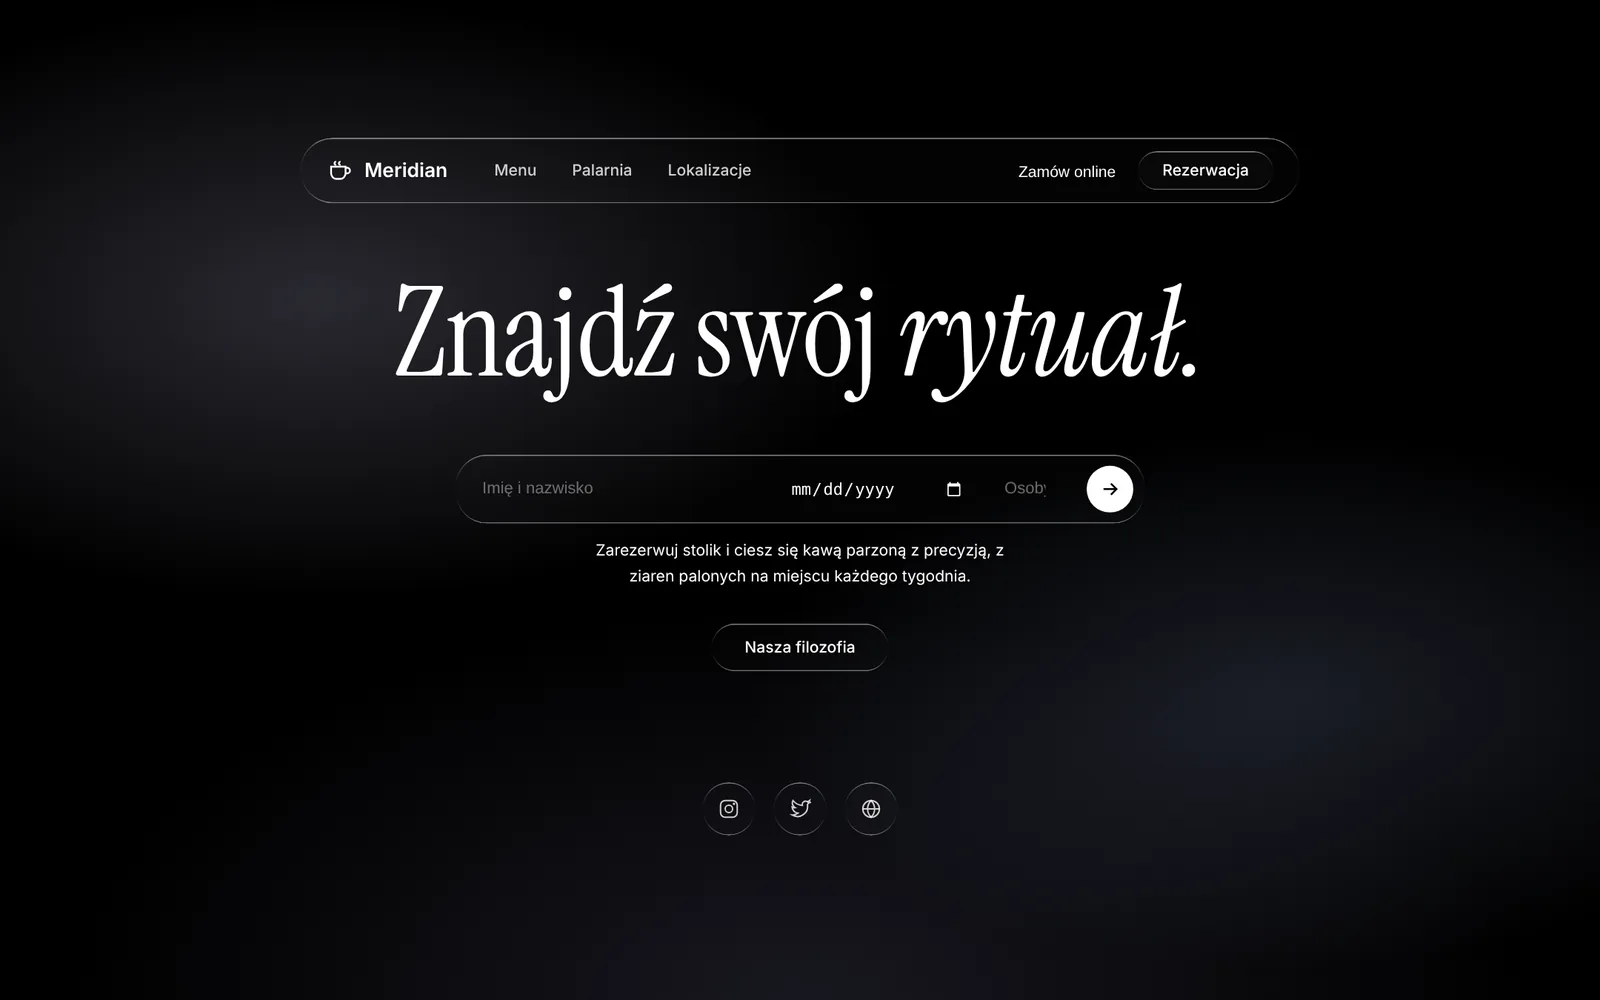 Meridian Menu Palarnia Lokalizacje Zamów online Rezerwacja
Znajdź swój rytuał.
Imię i nazwisko mm/dd/yyyy Osoby
Zarezerwuj stolik i ciesz się kawą parzoną z precyzją, z
ziaren palonych na miejscu każdego tygodnia.
Nasza filozofia